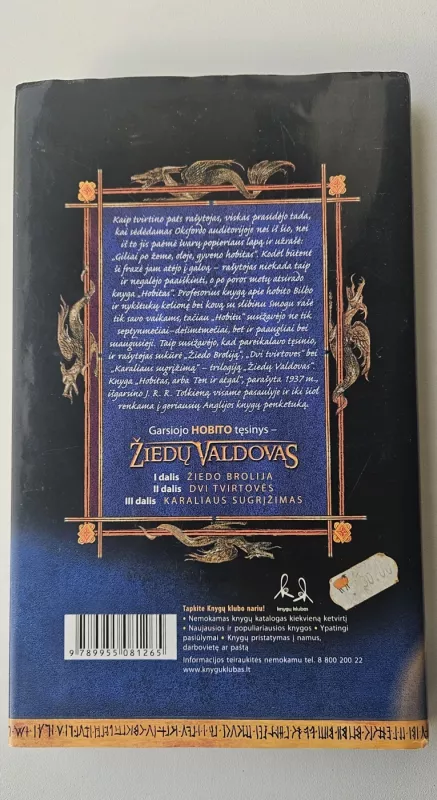 Kaip tvirtino pats rašytojas, viskas prasidėjo tada,
kai sėdėdamas Oksfordo auditorijoje nei iš šio, nei
iš to jis paėmė švarų popieriaus lapą ir užrašė:
„Giliai po žeme, oloje, gyveno hobitas“. Kodėl būtent
ši frazė jam atėjo į galvą – rašytojas niekada taip
ir negalėjo paaiškinti, o po poros metų atsirado
knyga „Hobitas“. Profesorius knygą apie hobito Bilbo
ir nykštukų kelionę bei kovą su slibinu Smogu rašė
tik savo vaikams, tačiau „Hobitu“ susižavėjo ne tik
septynmečiai–dešimtmečiai, bet ir paaugliai bei
suaugusieji. Taip susižavėjo, kad pareikalavo tęsinio,
ir rašytojas sukūrė „Žiedo Broliją“, „Dvi tvirtoves“ bei
„Karaliaus sugrįžimą“ – trilogiją „Žiedų Valdovas“.
Knyga „Hobitas, arba Ten ir atgal“, parašyta 1937 m.,
išgarsino J. R. R. Tolkieną visame pasaulyje ir iki šiol
renkama į geriausių Anglijos knygų penketuką.
Garsiojo HOBITO tęsinys –
ŽIEDŲ VALDOVAS
I dalis ŽIEDO BROLIJA
II dalis DVI TVIRTOVĖS
III dalis KARALIAUS SUGRĮŽIMAS
knygų klubas
Tapkite Knygų klubo nariu!
• Nemokamas knygų katalogas kiekvieną ketvirtį
• Naujausios ir populiariausios knygos • Ypatingi
pasiūlymai • Knygų pristatymas į namus,
darbovietę ar paštą
Informacijos teiraukitės nemokamu tel. 8 800 200 22
www.knyguklubas.lt
9 789955 081265